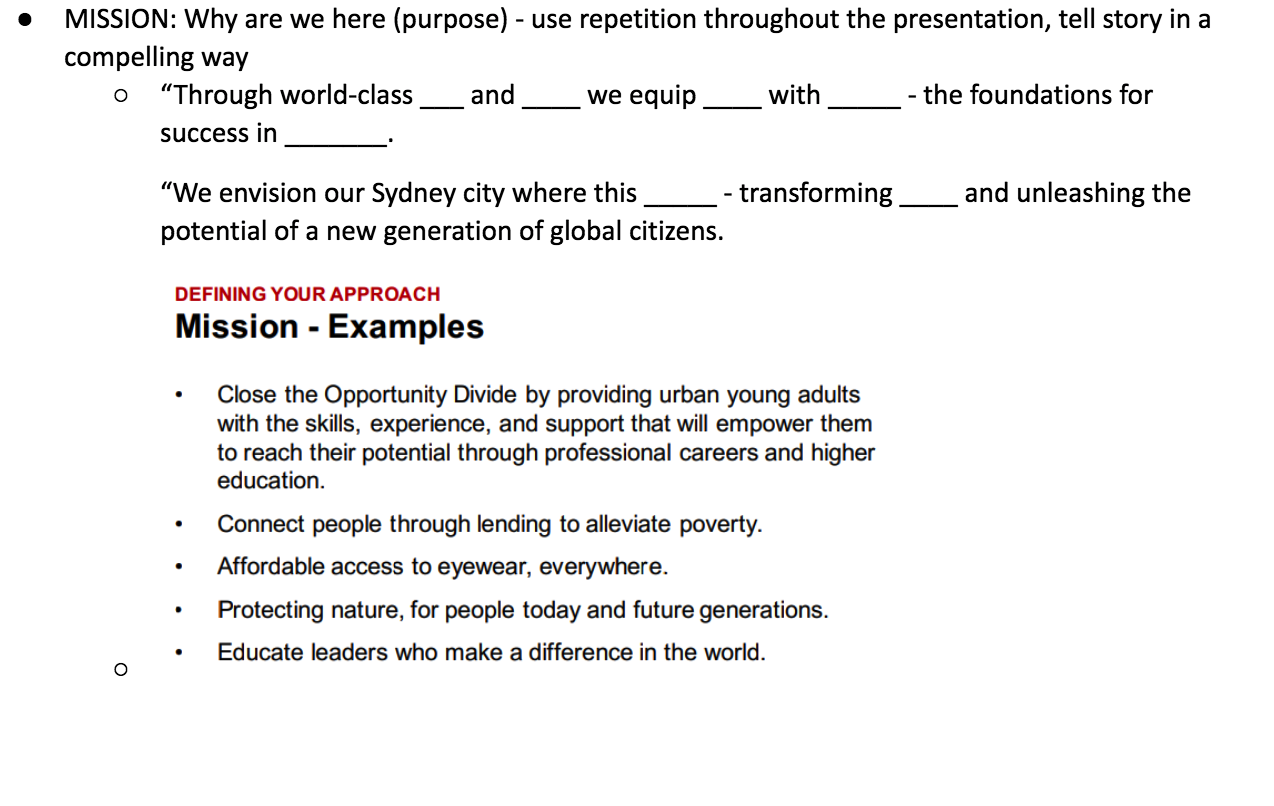 ● MISSION: Why are we here (purpose) - use repetition throughout the presentation, tell story in a
compelling way
○ “Through world-class ___ and ____ we equip ____ with _____ - the foundations for
success in _______.
“We envision our Sydney city where this _____ - transforming ____ and unleashing the
potential of a new generation of global citizens.
DEFINING YOUR APPROACH
Mission - Examples
• Close the Opportunity Divide by providing urban young adults
with the skills, experience, and support that will empower them
to reach their potential through professional careers and higher
education.
• Connect people through lending to alleviate poverty.
• Affordable access to eyewear, everywhere.
• Protecting nature, for people today and future generations.
• Educate leaders who make a difference in the world.
○